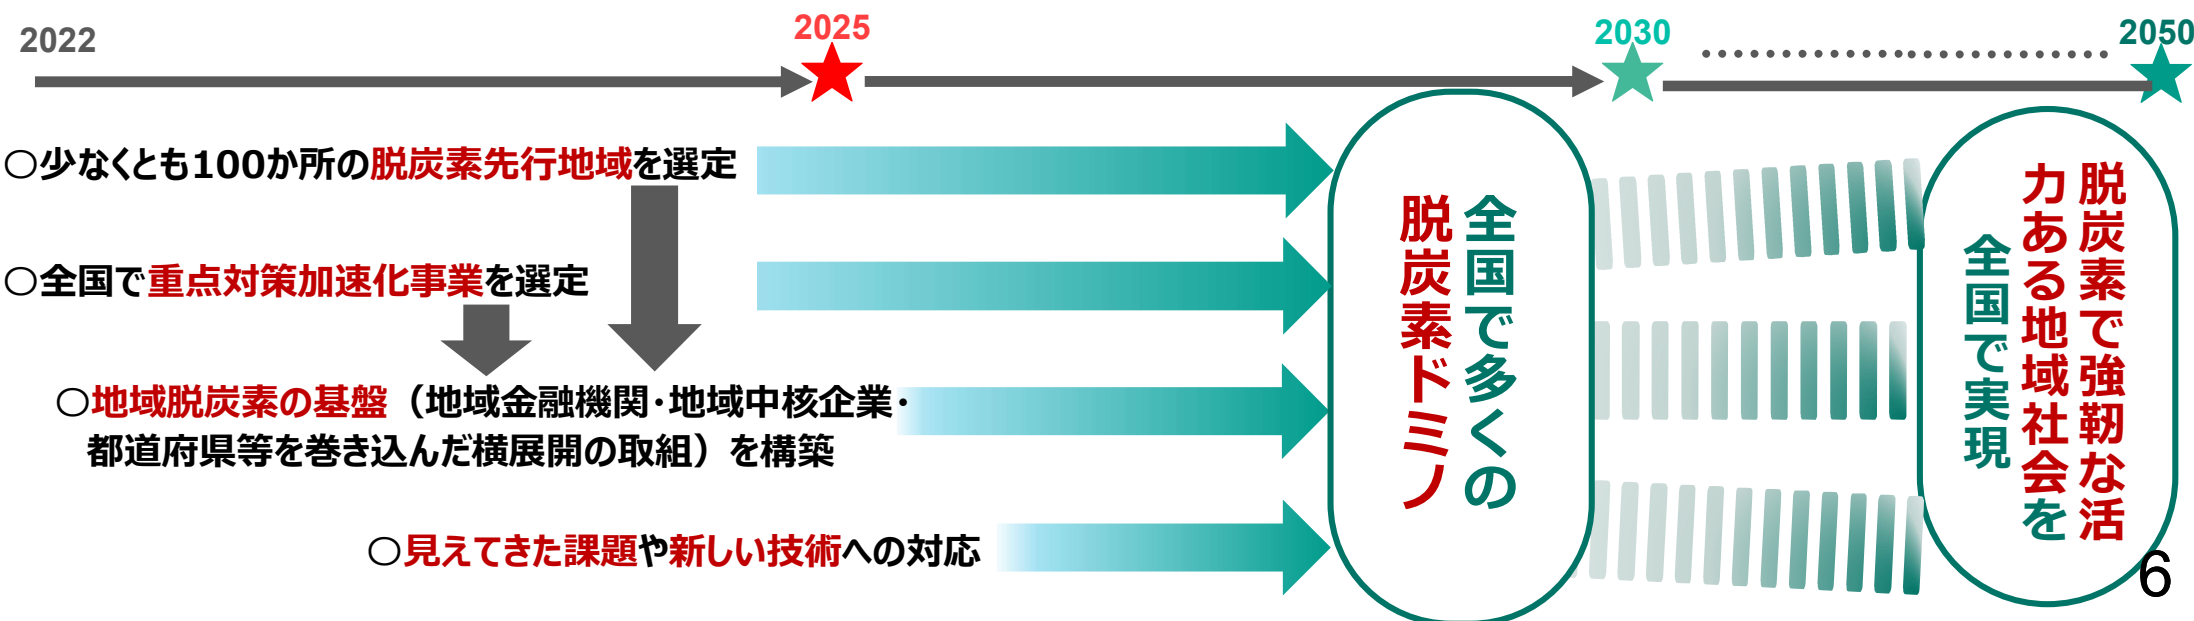 2022
2025
2030
2050
○少なくとも100か所の脱炭素先行地域を選定
○全国で重点対策加速化事業を選定
○地域脱炭素の基盤（地域金融機関・地域中核企業・
都道府県等を巻き込んだ横展開の取組）を構築
○見えてきた課題や新しい技術への対応
全国で多くの
脱炭素ドミノ
脱炭素で強靭な活
力ある地域社会を
全国で実現
6